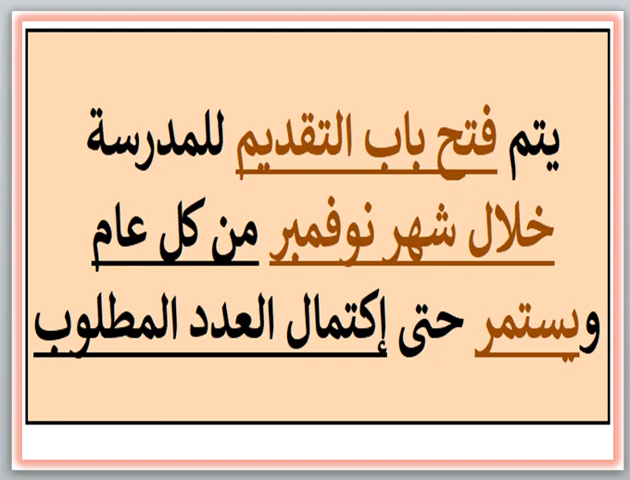 يتم فتح باب التقديم للمدرسة
خلال شهر نوفمبر من كل عام
ويستمر حتى إكتمال العدد المطلوب